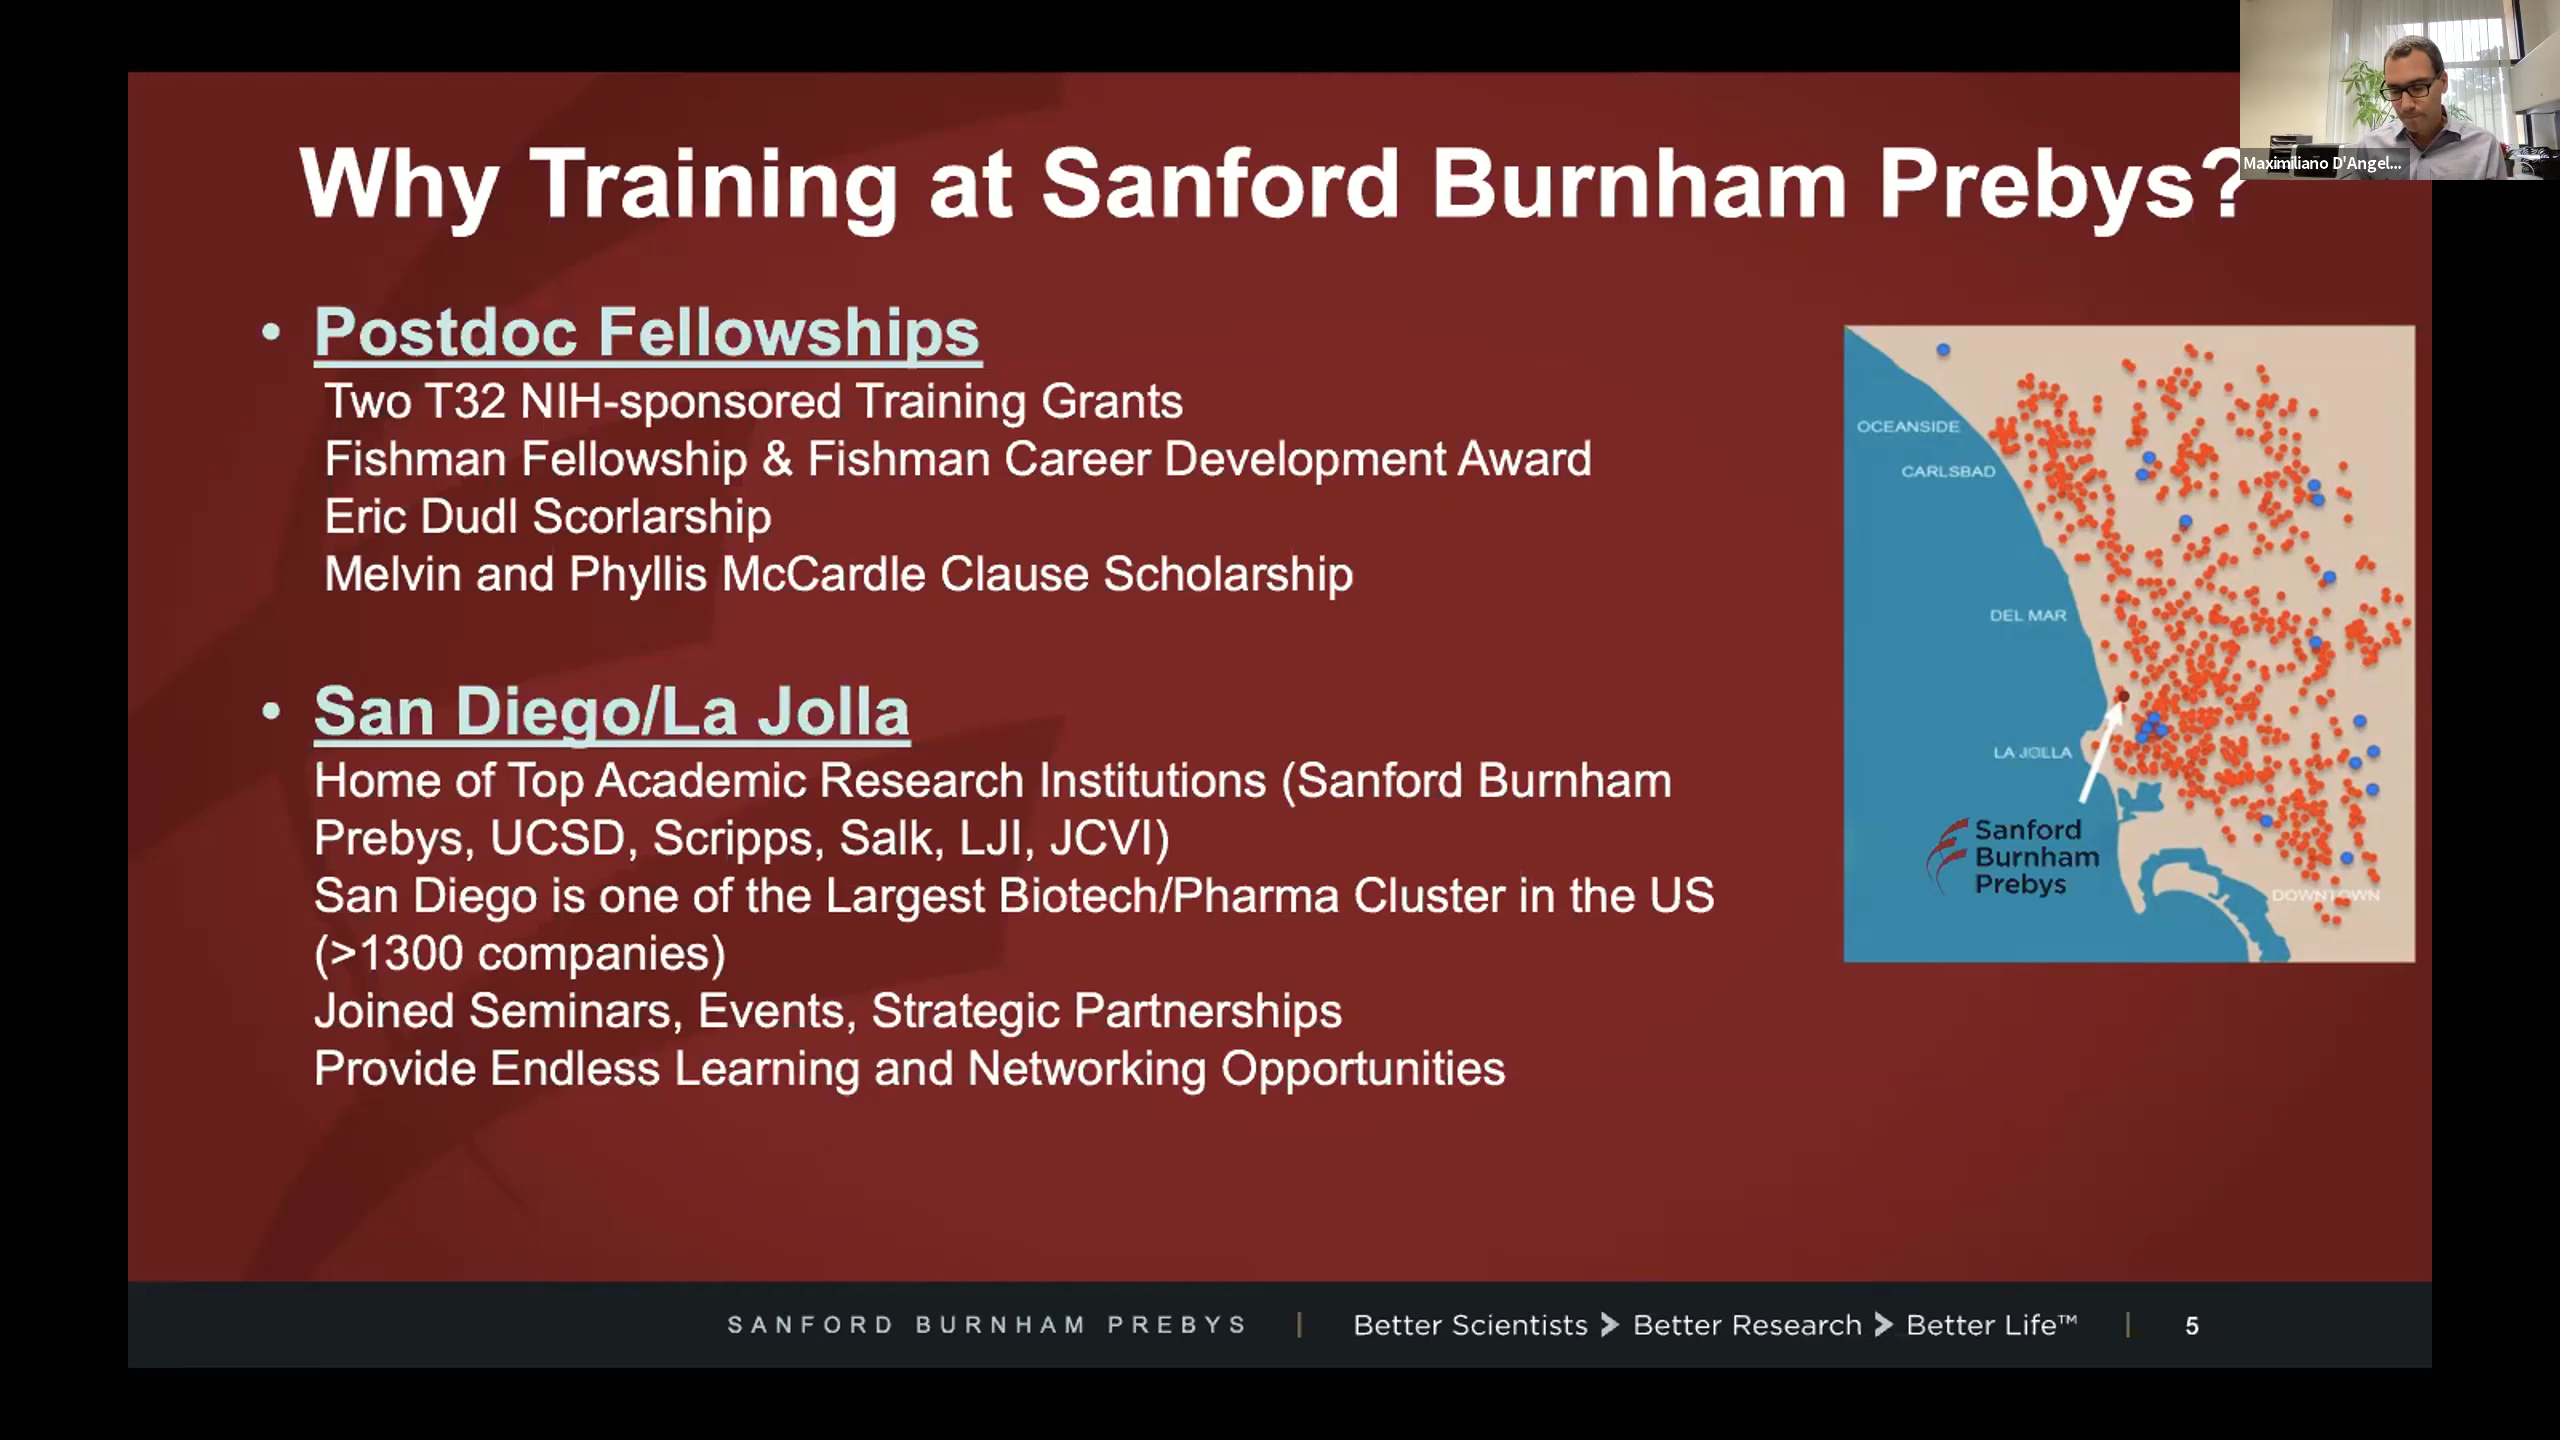 Maximiliano D'Angel...
Why Training at Sanford Burnham Prebys?
• Postdoc Fellowships
Two T32 NIH-sponsored Training Grants
Fishman Fellowship & Fishman Career Development Award
Eric Dudl Scorlarship
Melvin and Phyllis McCardle Clause Scholarship
• San Diego/La Jolla
Home of Top Academic Research Institutions (Sanford Burnham
Prebys, UCSD, Scripps, Salk, LJI, JCVI)
San Diego is one of the Largest Biotech/Pharma Cluster in the US
(>1300 companies)
Joined Seminars, Events, Strategic Partnerships
Provide Endless Learning and Networking Opportunities
OCEANSIDE
CARLSBAD
DEL MAR
LA JOLLA
Sanford
Burnham
Prebys
DOWNTOWN
SANFORD BURNHAM PREBYS | Better Scientists > Better Research > Better Life™ | 5